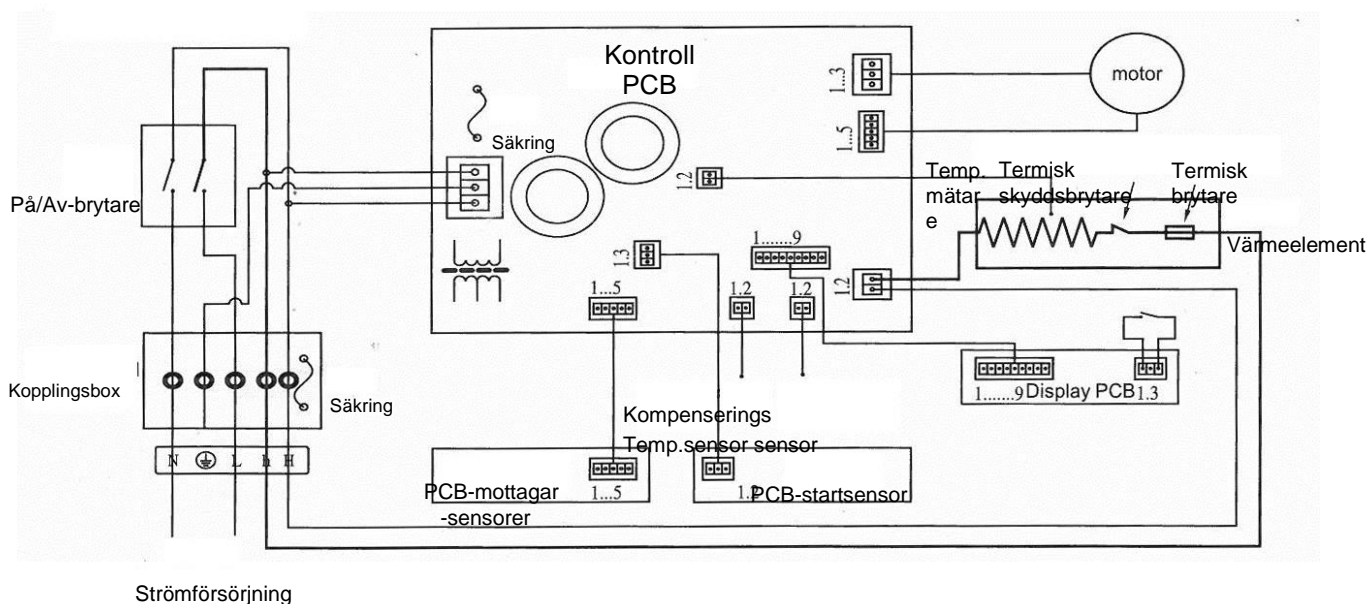 Kontroll
PCB
Säkring
1...3
motor
1...5
1.2
Temp.
mätar
e
Termisk
skyddsbrytare
Termisk
brytare
På/Av-brytare
Värmeelement
1.3
1.......9
1.2
1...5
1.2
1.2
Kopplingsbox
Säkring
1.......9
Display PCB
1.3
Kompenserings
Temp.sensor sensor
N
L
h
H
PCB-mottagar
-sensorer
1...5
1.2
PCB-startsensor
Strömförsörjning